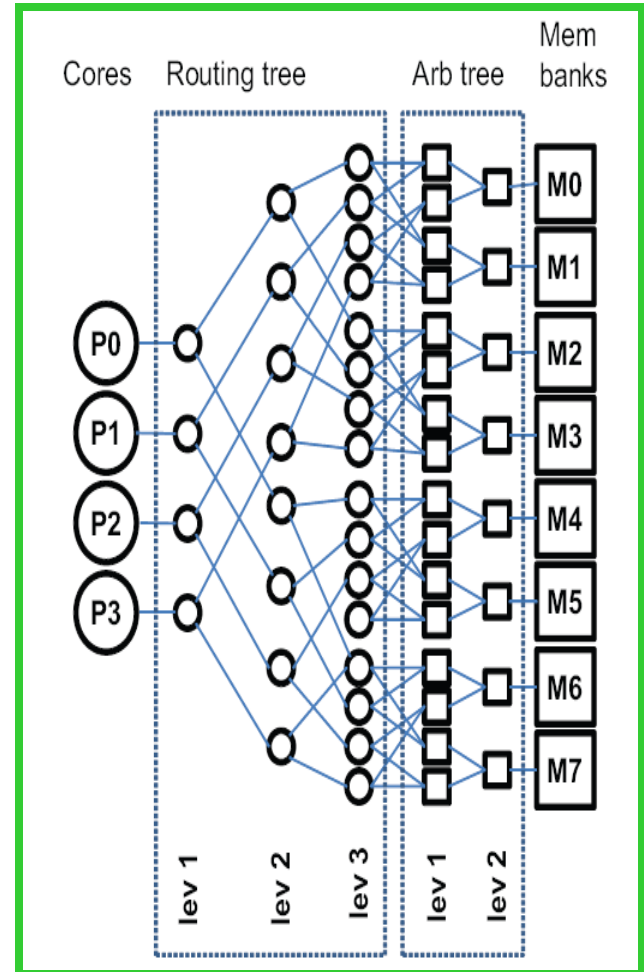 Cores Routing tree Arb tree Mem banks
P0
P1
P2
P3
M0
M1
M2
M3
M4
M5
M6
M7
lev 1
lev 2
lev 3
lev 1
lev 2